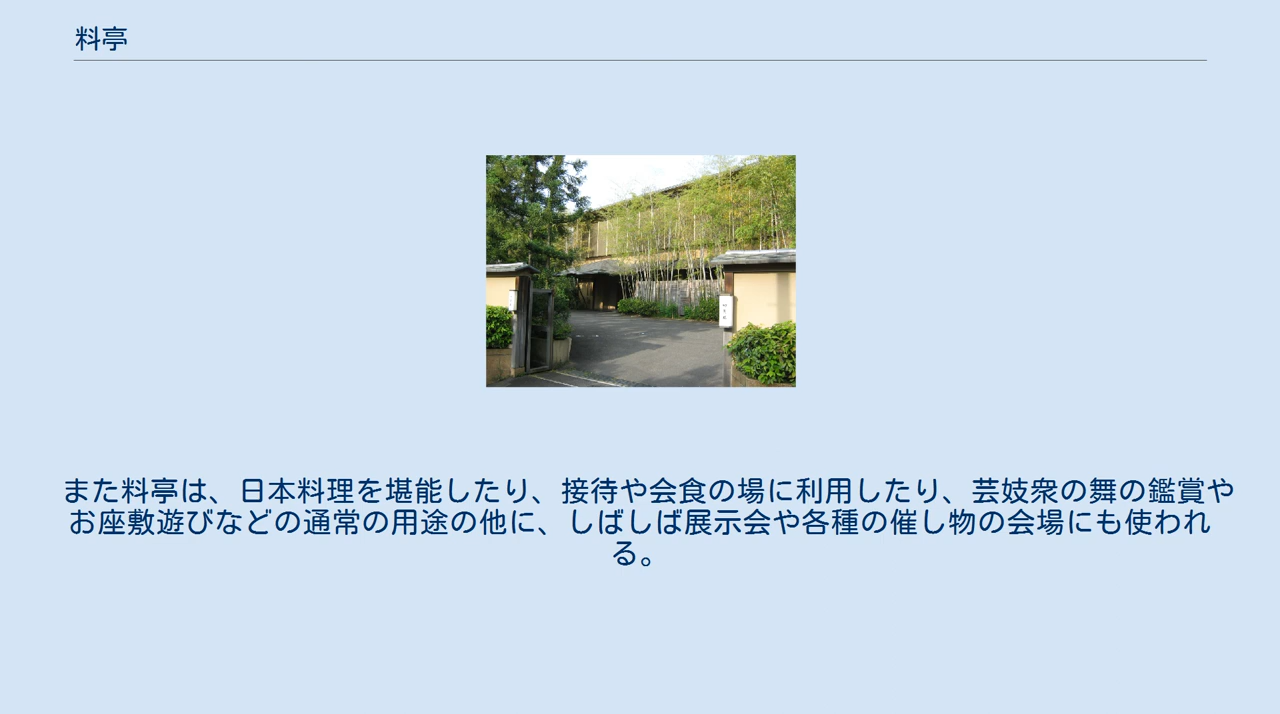 料亭
また料亭は、日本料理を堪能したり、接待や会食の場に利用したり、芸妓衆の舞の鑑賞や
お座敷遊びなどの通常の用途の他に、しばしば展示会や各種の催し物の会場にも使われ
る。